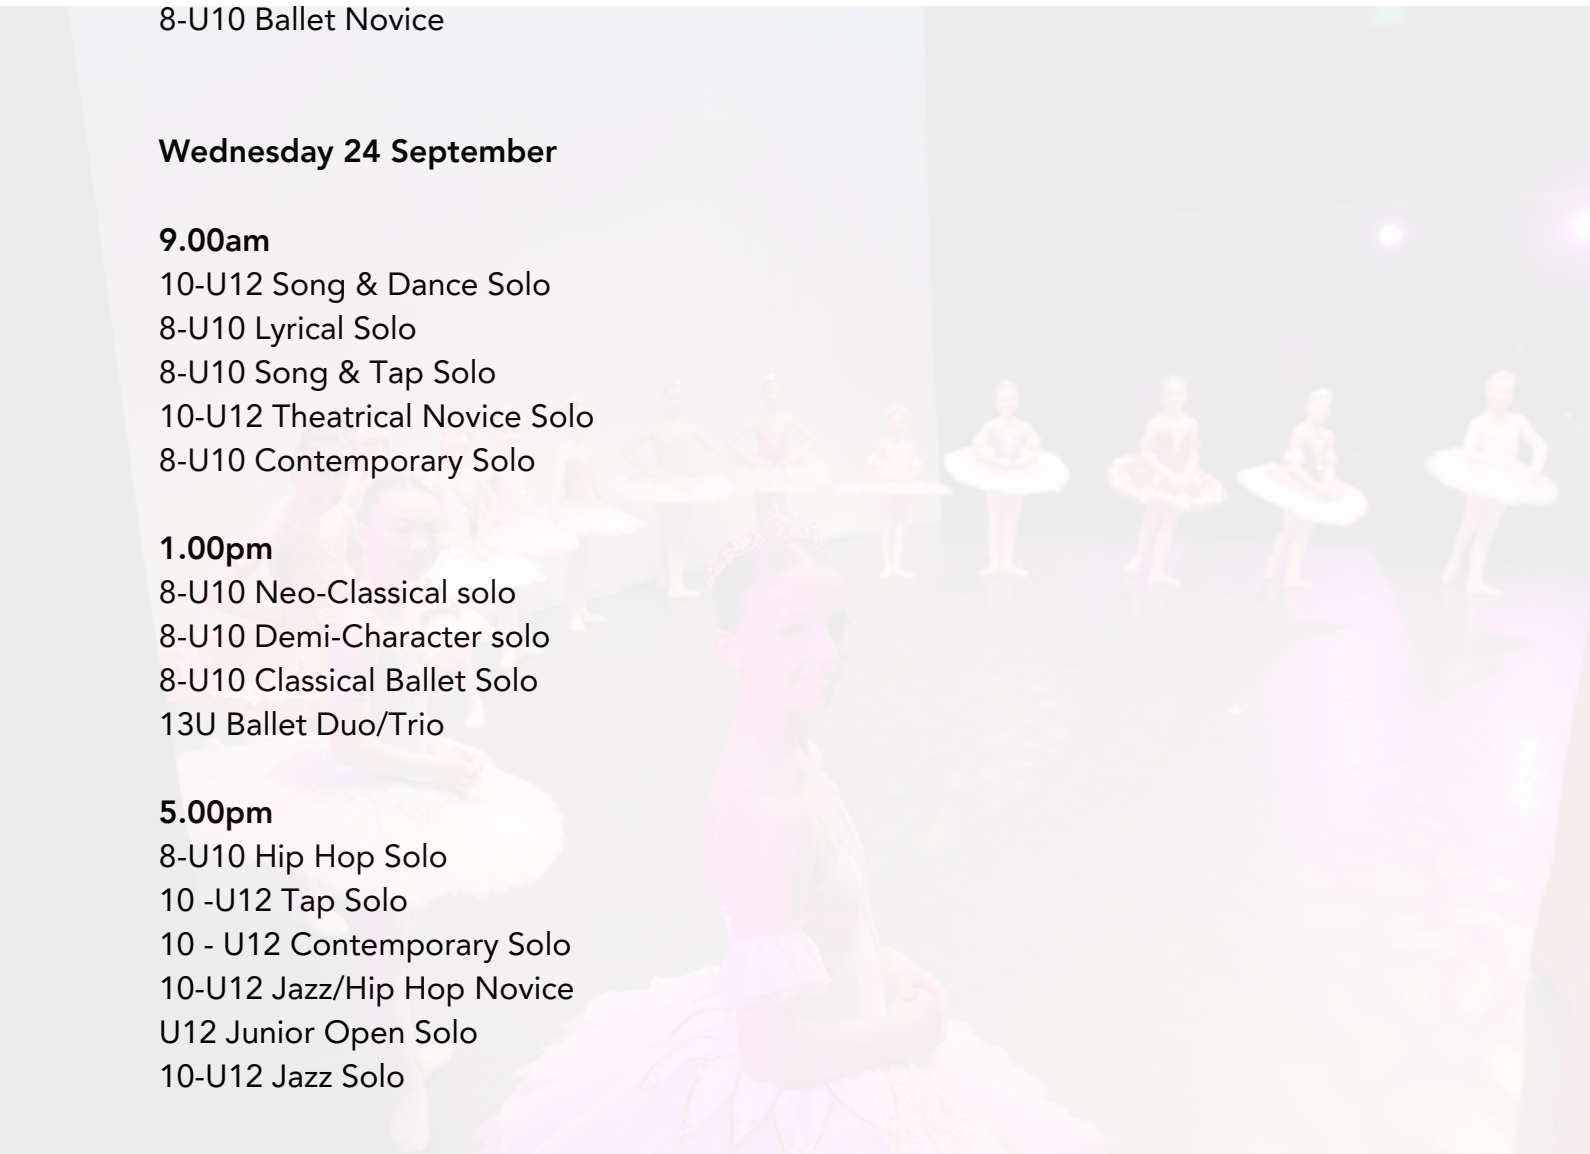 8-U10 Ballet Novice
Wednesday 24 September
9.00am
10-U12 Song & Dance Solo
8-U10 Lyrical Solo
8-U10 Song & Tap Solo
10-U12 Theatrical Novice Solo
8-U10 Contemporary Solo
1.00pm
8-U10 Neo-Classical solo
8-U10 Demi-Character solo
8-U10 Classical Ballet Solo
13U Ballet Duo/Trio
5.00pm
8-U10 Hip Hop Solo
10 -U12 Tap Solo
10 - U12 Contemporary Solo
10-U12 Jazz/Hip Hop Novice
U12 Junior Open Solo
10-U12 Jazz Solo